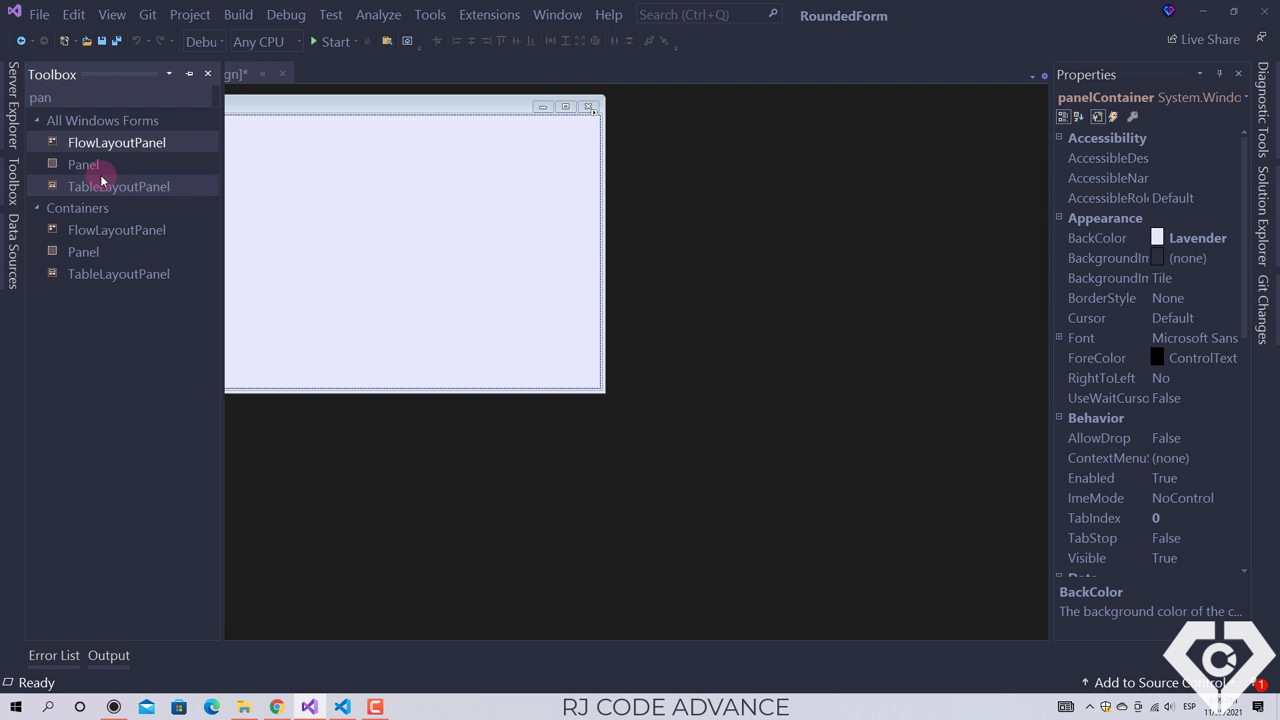 File Edit View Git Project Build Debug Test Analyze Tools Extensions Window Help Search (Ctrl+Q) RoundedForm
Debu Any CPU Start Live Share
Server Explorer
Toolbox
Data Sources
Toolbox
pan
All Windows Forms
FlowLayoutPanel
Panel
TableLayoutPanel
Containers
FlowLayoutPanel
Panel
TableLayoutPanel
gn]*
Properties
panelContainer System.Windo
Accessibility
AccessibleDes
AccessibleNar
AccessibleRole Default
Appearance
BackColor Lavender
BackgroundIn (none)
BackgroundIn Tile
BorderStyle None
Cursor Default
Font Microsoft Sans
ForeColor ControlText
RightToLeft No
UseWaitCurso False
Behavior
AllowDrop False
ContextMenu: (none)
Enabled True
ImeMode NoControl
TabIndex 0
TabStop False
Visible True
BackColor
The background color of the c...
Diagnostic Tools
Solution Explorer
Git Changes
Error List Output
Ready
Add to Source Control
1
RJ CODE ADVANCE
ESP